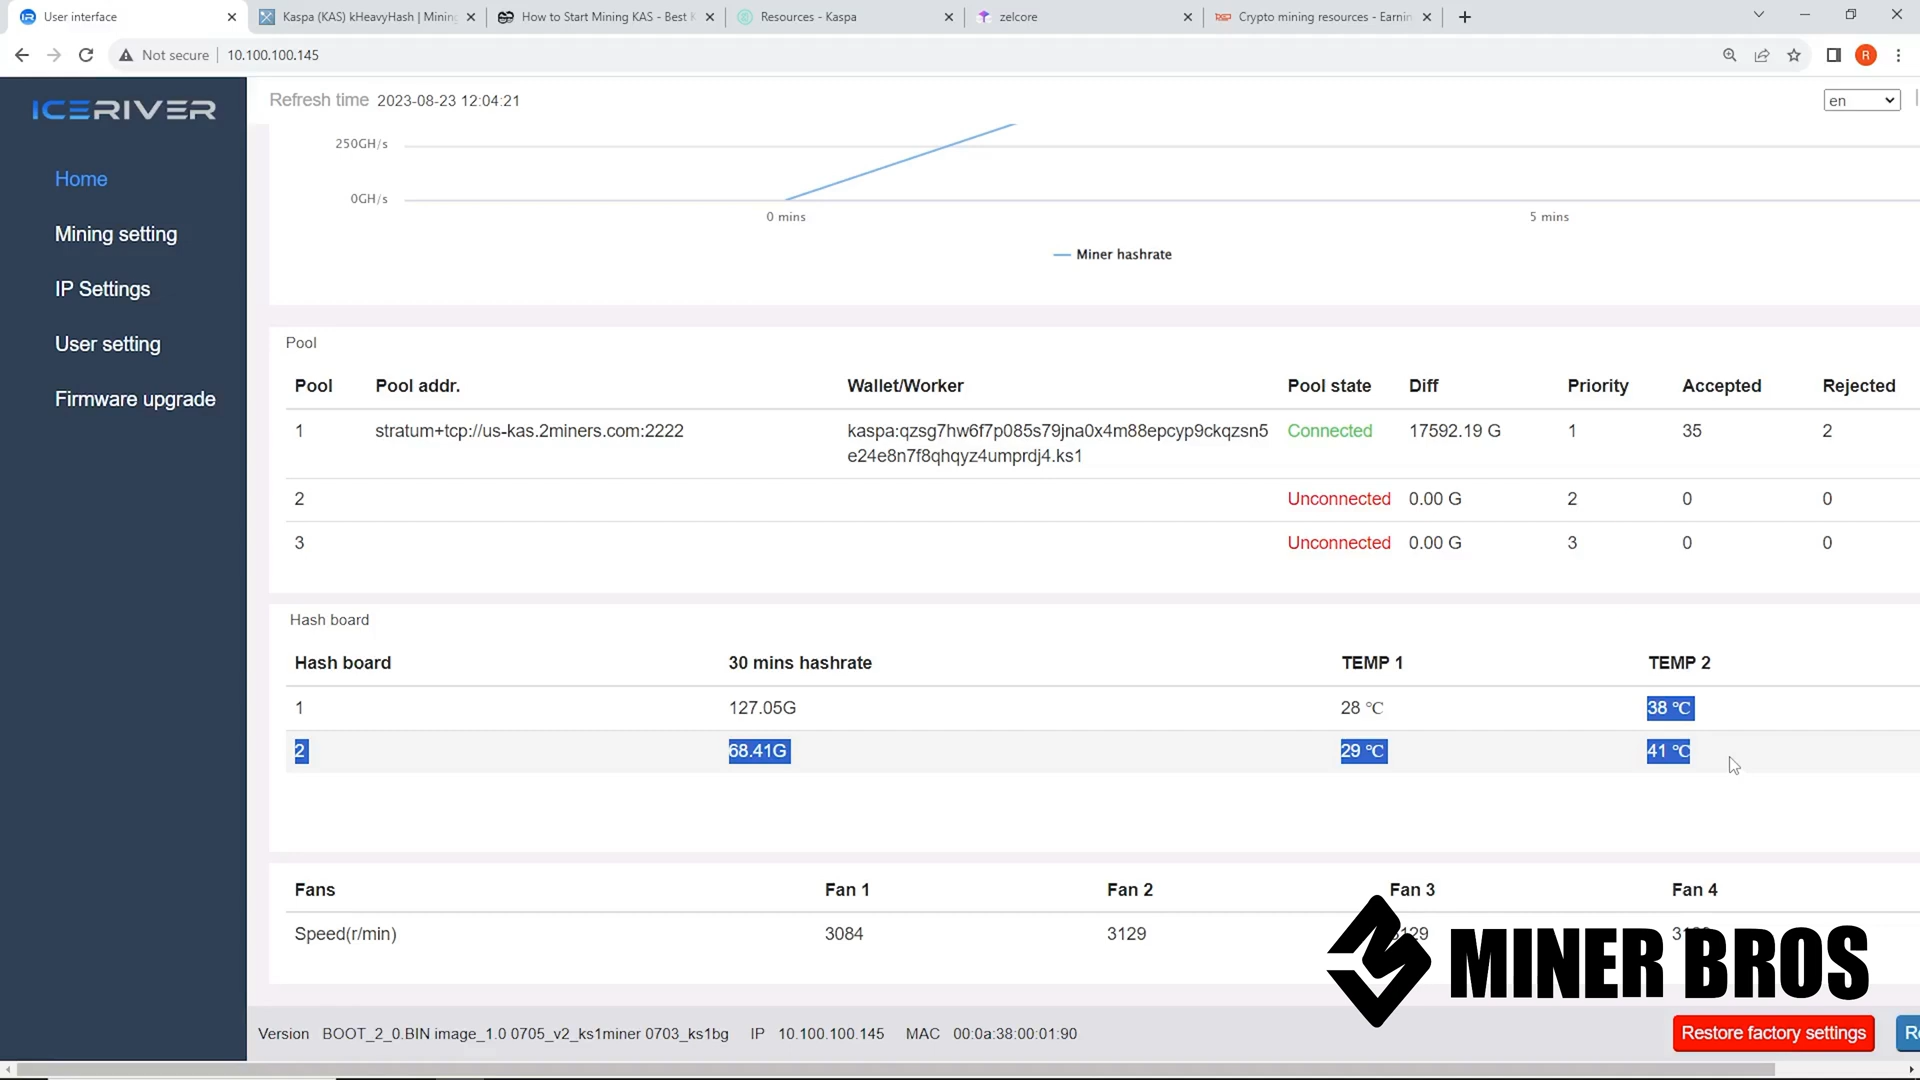 User interface
Kaspa (KAS) kHeavyHash | Mining
How to Start Mining KAS - Best K
Resources - Kaspa
zelcore
Crypto mining resources - Earnin
Not secure
10.100.100.145
R
ICERIVER
Refresh time 2023-08-23 12:04:21
en
Home
Mining setting
IP Settings
User setting
Firmware upgrade
250GH/s
0GH/s
0 mins
5 mins
Miner hashrate
Pool
Pool Pool addr. Wallet/Worker Pool state Diff Priority Accepted Rejected
1 stratum+tcp://us-kas.2miners.com:2222 kaspa:qzsg7hw6f7p085s79jna0x4m88epcyp9ckqzsn5 Connected 17592.19 G 1 35 2
e24e8n7f8qhqyz4umprdj4.ks1
2 Unconnected 0.00 G 2 0 0
3 Unconnected 0.00 G 3 0 0
Hash board
Hash board 30 mins hashrate TEMP 1 TEMP 2
1 127.05G 28 ℃ 38 ℃
2 68.41G 29 ℃ 41 ℃
Fans Fan 1 Fan 2 Fan 3 Fan 4
Speed(r/min) 3084 3129
MINER BROS
Version BOOT_2_0.BIN image_1.0 0705_v2_ks1miner 0703_ks1bg IP 10.100.100.145 MAC 00:0a:38:00:01:90
Restore factory settings